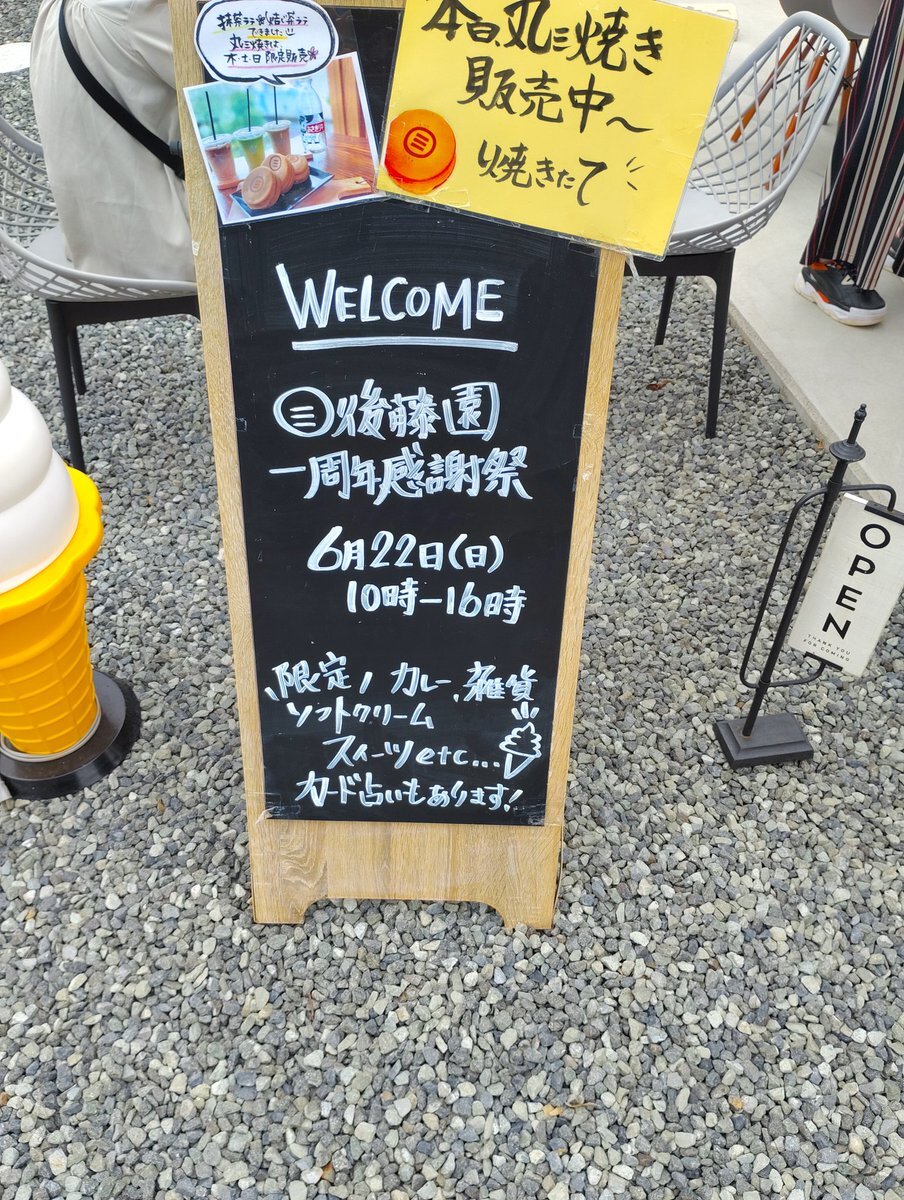 抹茶ラテ 焼き茶ラテ
できました!!
丸三焼きは、
木・土・日 限定販売
本日、丸三焼き
販売中〜
焼きたて
WELCOME
㊂後藤園
一周年感謝祭
6月22日(日)
10時-16時
限定! カレー、雑貨
ソフトクリーム
スイーツetc...
カード占いもあります!
OPEN
THANK YOU
FOR COMING